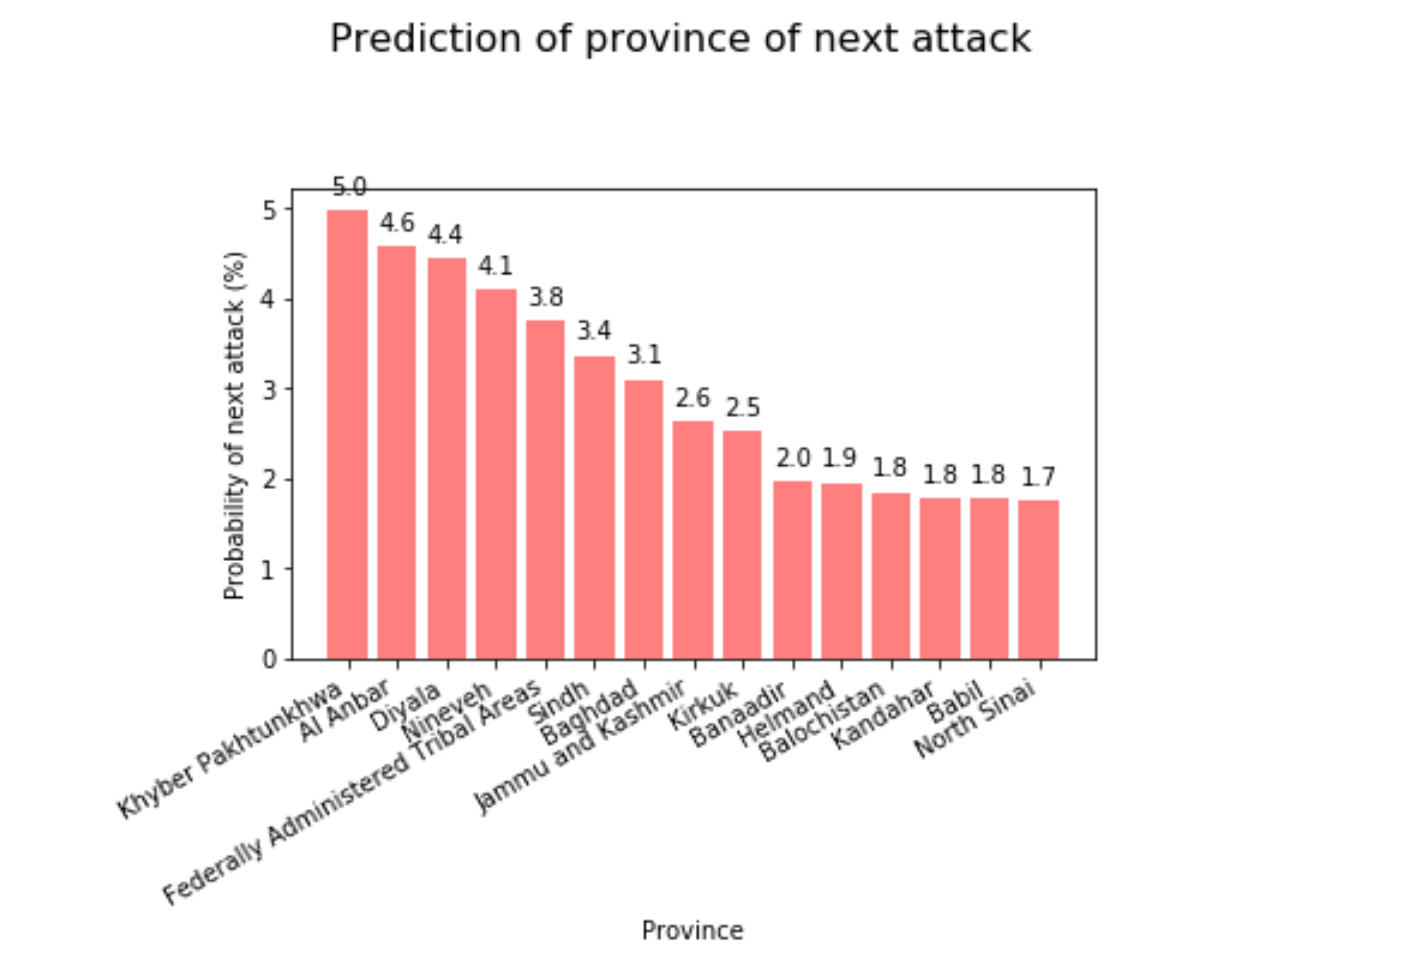 Prediction of province of next attack
5.0
4.6
4.4
4.1
3.8
3.4
3.1
2.6
2.5
2.0
1.9
1.8
1.8
1.8
1.7
5
4
3
2
1
0
Probability of next attack (%)
Khyber Pakhtunkhwa
Al Anbar
Diyala
Nineveh
Federally Administered Tribal Areas
Sindh
Baghdad
Jammu and Kashmir
Kirkuk
Banaadir
Helmand
Balochistan
Kandahar
Babil
North Sinai
Province